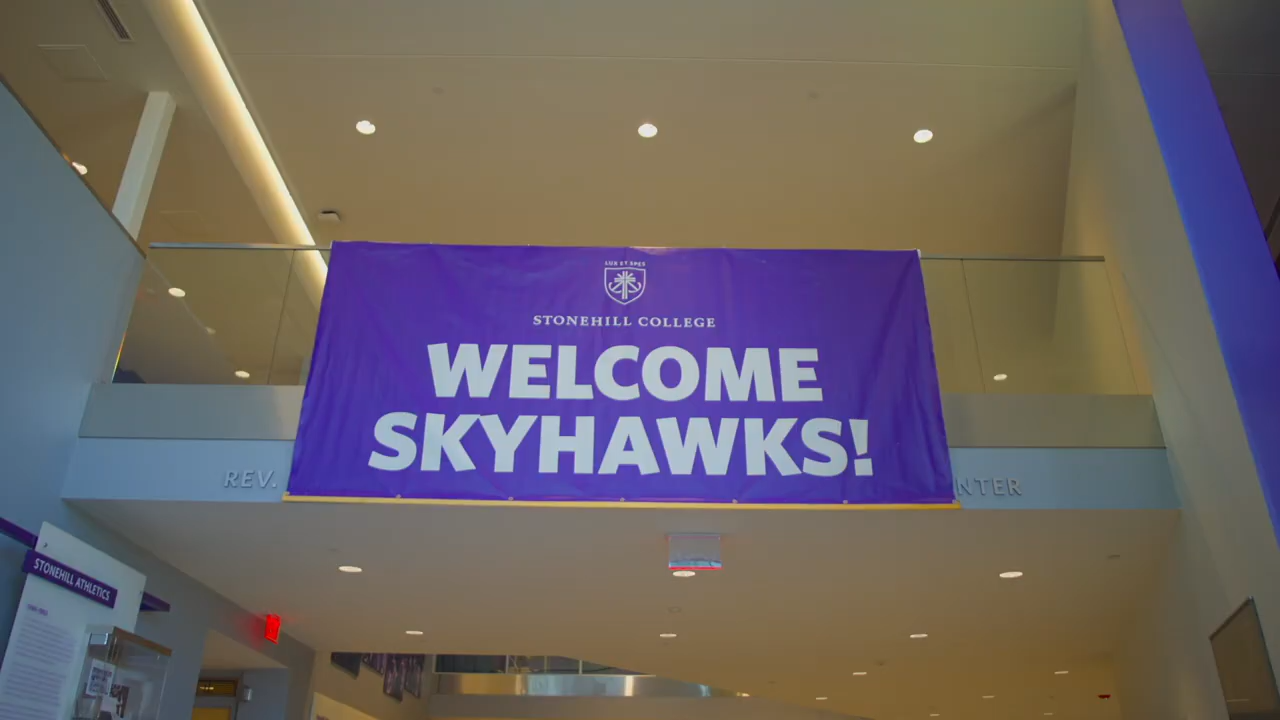 LUX ET SPES
STONEHILL COLLEGE
WELCOME
SKYHAWKS!
REV.
NTER
STONEHILL ATHLETICS